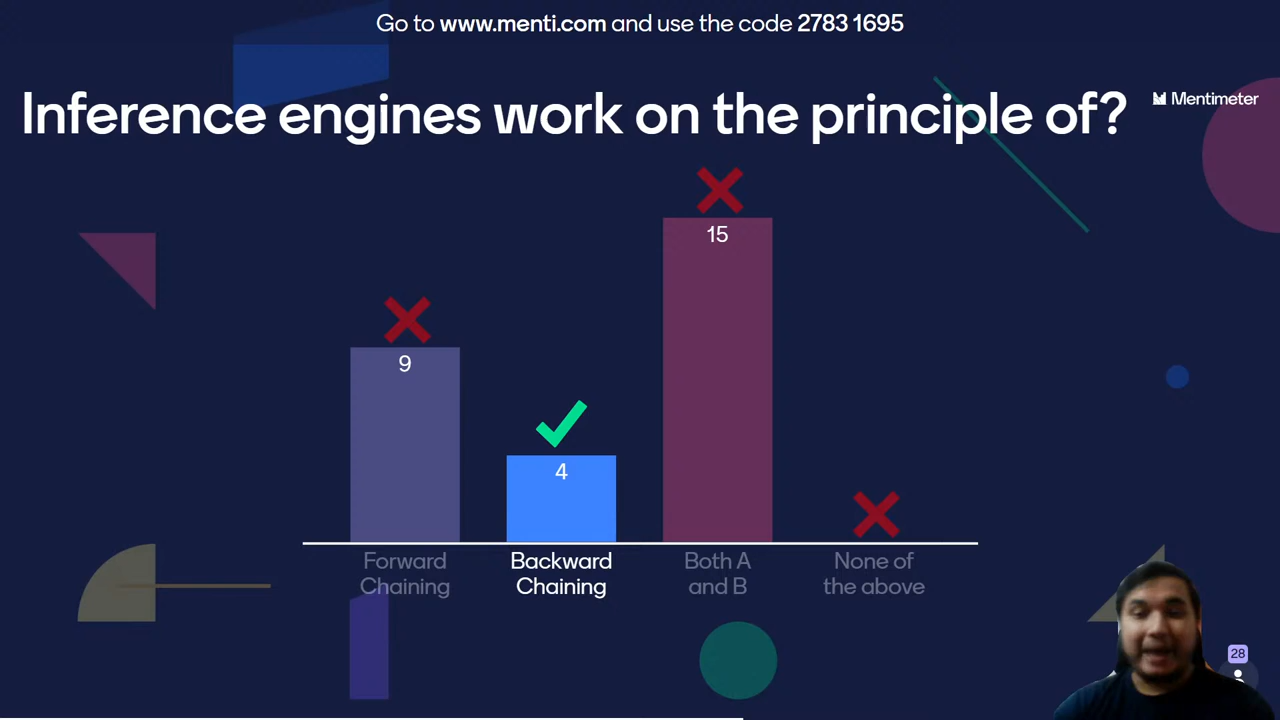 Go to www.menti.com and use the code 2783 1695
Inference engines work on the principle of?
Mentimeter
15
9
4
Forward
Chaining
Backward
Chaining
Both A
and B
None of
the above
28